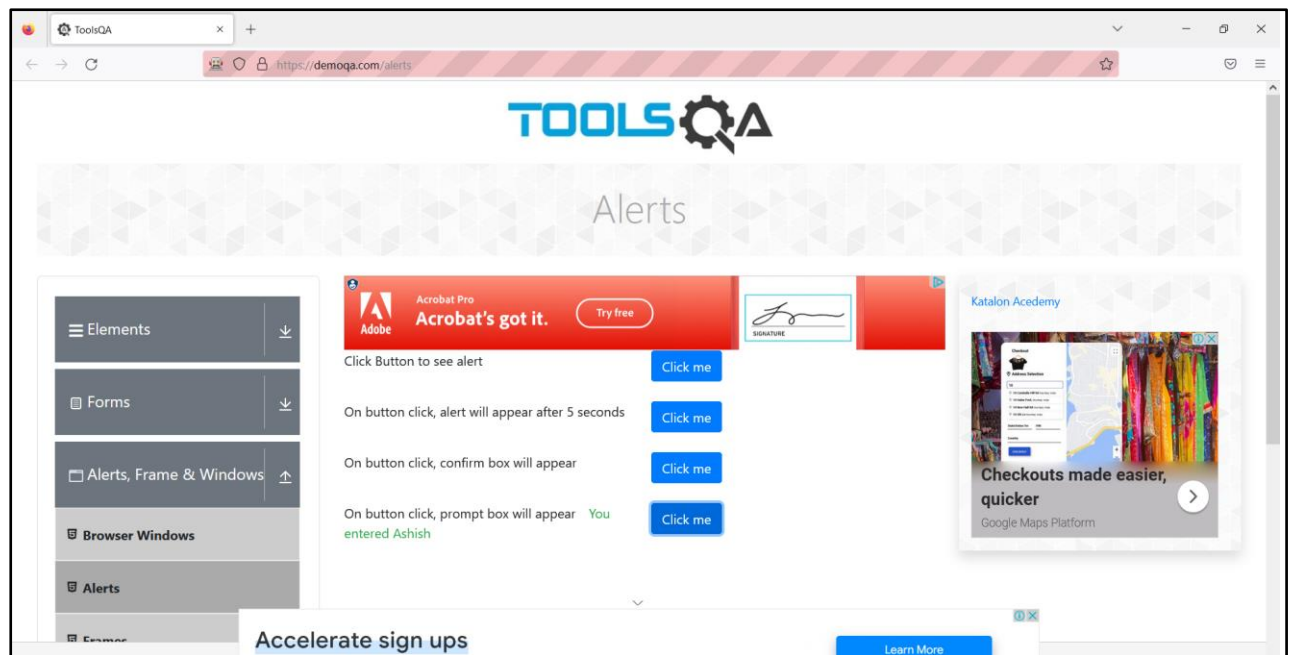 ToolsQA
https://demoqa.com/alerts
TOOLSQA
Alerts
Elements
Forms
Alerts, Frame & Windows
Browser Windows
Alerts
Frames
Adobe
Acrobat Pro
Acrobat's got it.
Try free
SIGNATURE
Click Button to see alert
Click me
On button click, alert will appear after 5 seconds
Click me
On button click, confirm box will appear
Click me
On button click, prompt box will appear You
entered Ashish
Click me
Katalon Acedemy
Checkout
Address Selection
Checkouts made easier,
quicker
Google Maps Platform
Accelerate sign ups
Learn More